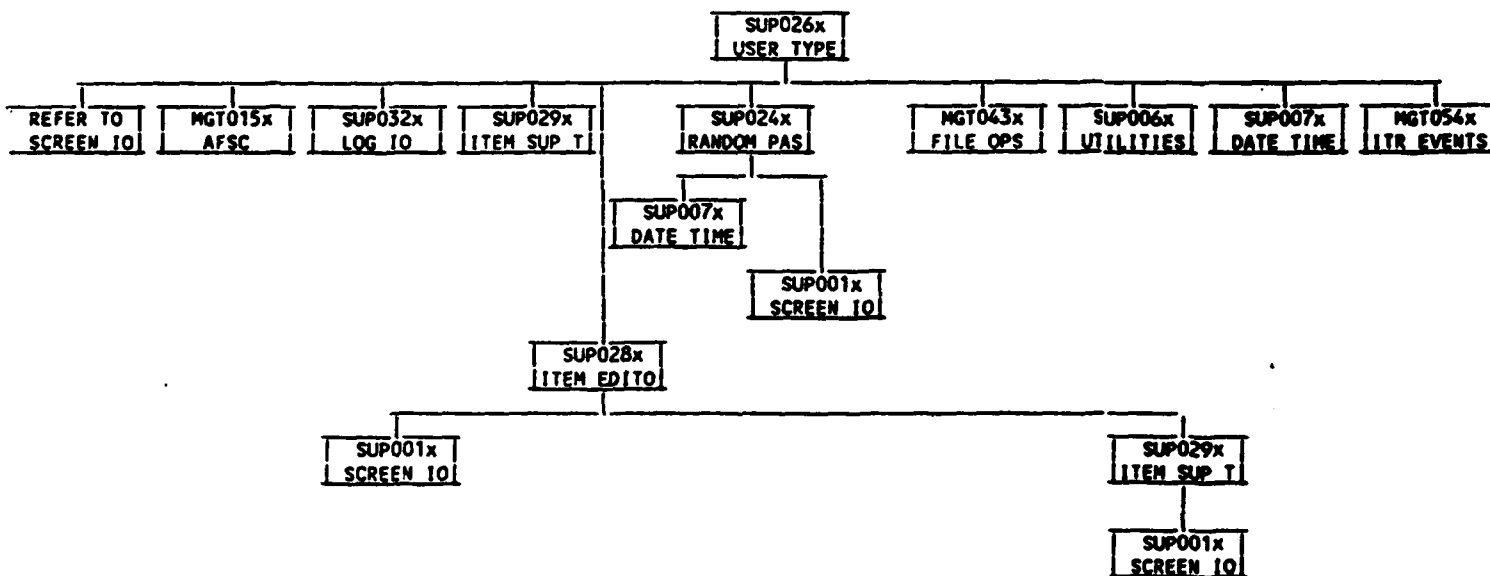 SUP026x
USER TYPE
REFER TO
SCREEN IO
MGT015x
AFSC
SUP032x
LOG IO
SUP029x
ITEM SUP T
SUP024x
RANDOM PAS
MGT043x
FILE OPS
SUP006x
UTILITIES
SUP007x
DATE TIME
MGT054x
ITR EVENTS
SUP007x
DATE TIME
SUP001x
SCREEN IO
SUP028x
ITEM EDITO
SUP001x
SCREEN IO
SUP029x
ITEM SUP T
SUP001x
SCREEN IO